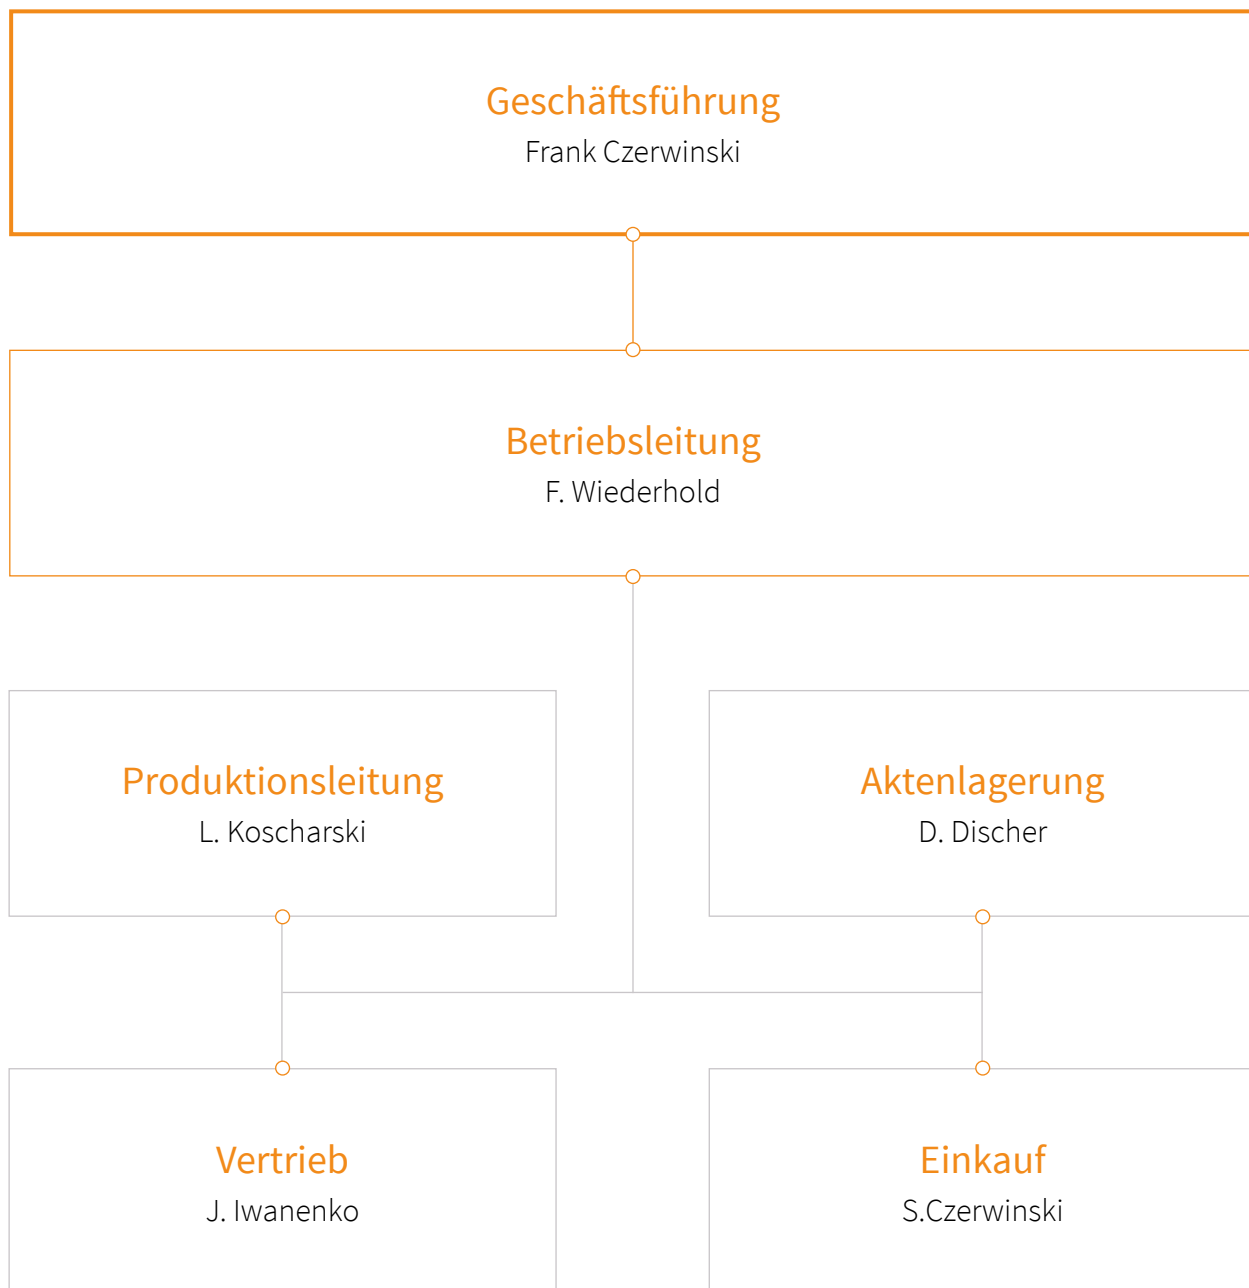 Geschäftsführung
Frank Czerwinski
Betriebsleitung
F. Wiederhold
Produktionsleitung
L. Koscharski
Aktenlagerung
D. Discher
Vertrieb
J. Iwanenko
Einkauf
S.Czerwinski